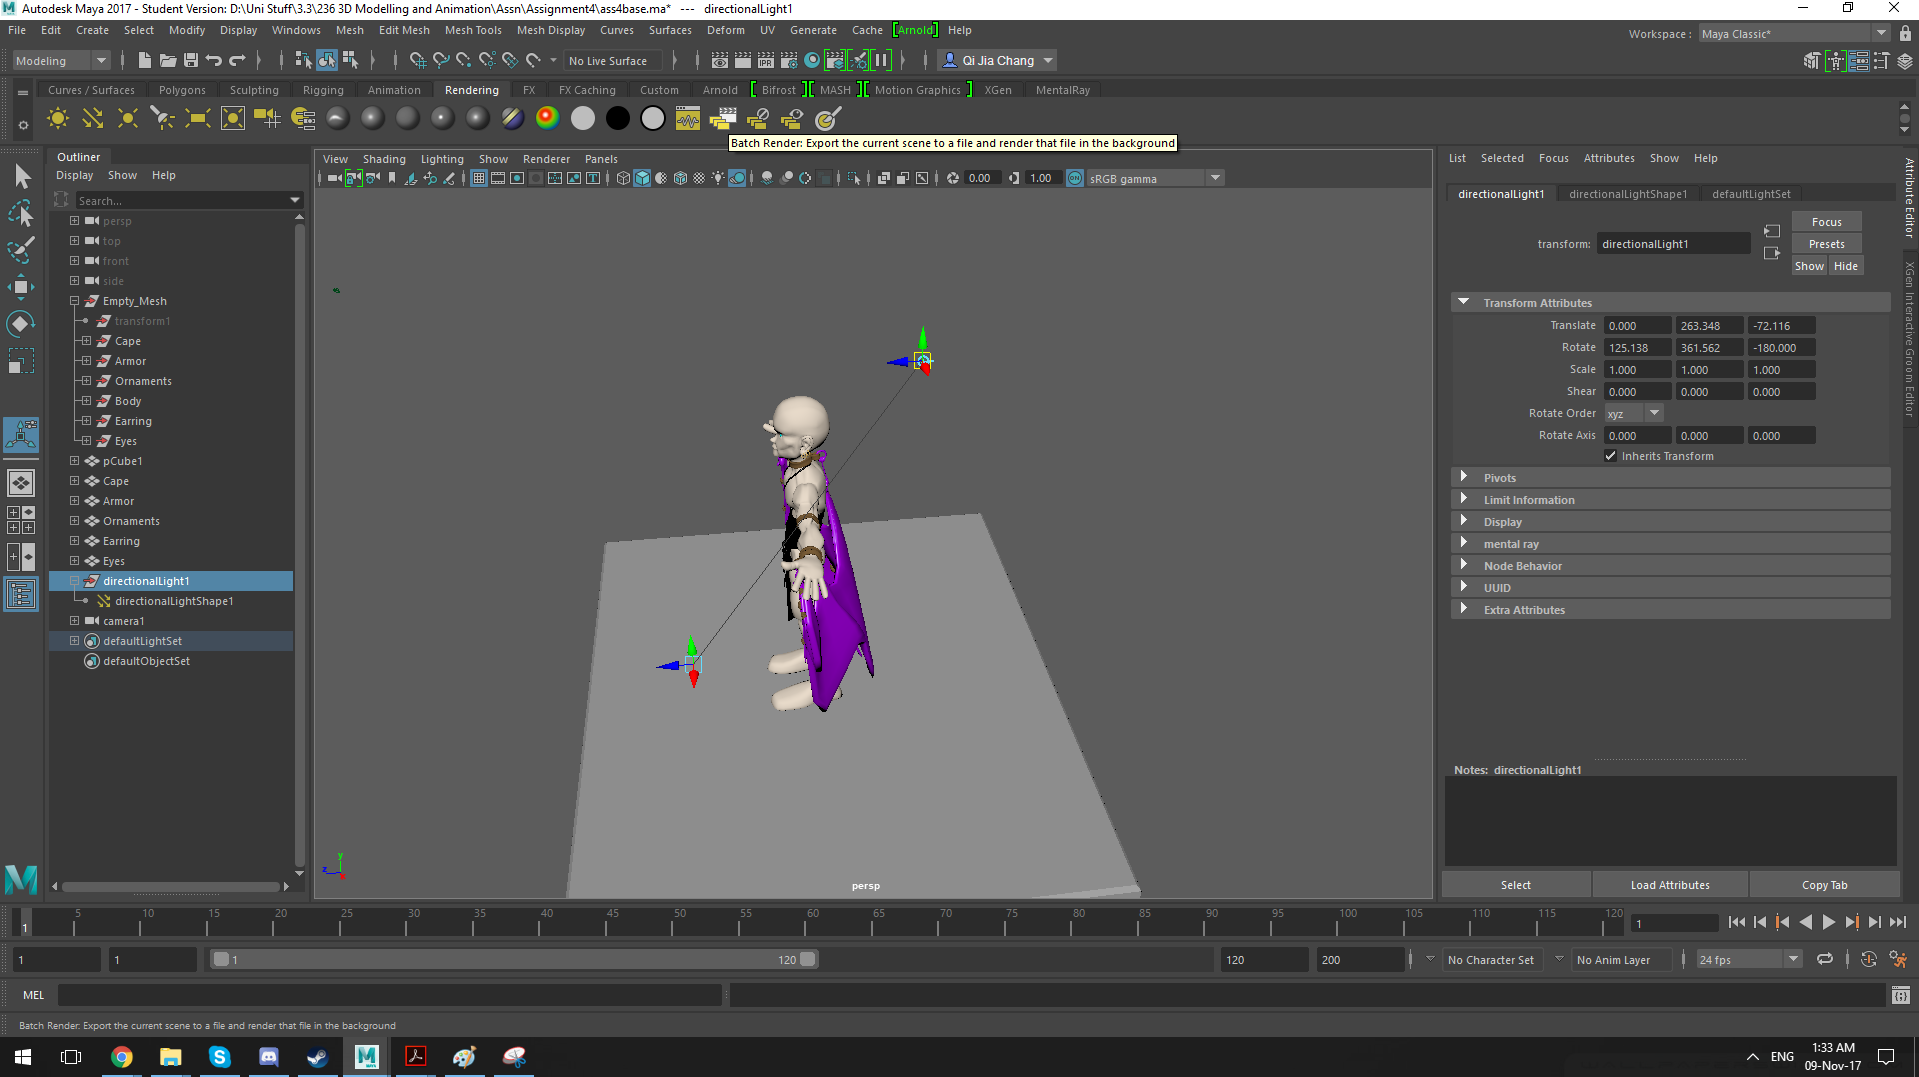 Autodesk Maya 2017 - Student Version: D:\Uni Stuff\3.3\236 3D Modelling and Animation\Assn\Assignment4\ass4base.ma*   ---   directionalLight1
File Edit Create Select Modify Display Windows Mesh Edit Mesh Mesh Tools Mesh Display Curves Surfaces Deform UV Generate Cache [Arnold] Help
Workspace : Maya Classic*
Modeling No Live Surface Qi Jia Chang
Curves / Surfaces Polygons Sculpting Rigging Animation Rendering FX FX Caching Custom Arnold [ Bifrost ][ MASH ][ Motion Graphics ] XGen MentalRay
IPR
Batch Render: Export the current scene to a file and render that file in the background
Outliner
Display Show Help
Search...
persp
top
front
side
Empty_Mesh
transform1
Cape
Armor
Ornaments
Body
Earring
Eyes
pCube1
Cape
Armor
Ornaments
Earring
Eyes
directionalLight1
directionalLightShape1
camera1
defaultLightSet
defaultObjectSet
View Shading Lighting Show Renderer Panels
0.00 1.00 ON sRGB gamma
y
z
x
persp
List Selected Focus Attributes Show Help
directionalLight1 directionalLightShape1 defaultLightSet
Focus
transform: directionalLight1 Presets
Show Hide
Transform Attributes
Translate 0.000 263.348 -72.116
Rotate 125.138 361.562 -180.000
Scale 1.000 1.000 1.000
Shear 0.000 0.000 0.000
Rotate Order xyz
Rotate Axis 0.000 0.000 0.000
Inherits Transform
Pivots
Limit Information
Display
mental ray
Node Behavior
UUID
Extra Attributes
Notes: directionalLight1
Select Load Attributes Copy Tab
Attribute Editor
XGen Interactive Groom Editor
1 5 10 15 20 25 30 35 40 45 50 55 60 65 70 75 80 85 90 95 100 105 110 115 120 1
1 1 1 120 120 200 No Character Set No Anim Layer 24 fps
MEL
Batch Render: Export the current scene to a file and render that file in the background
ENG
1:33 AM
09-Nov-17